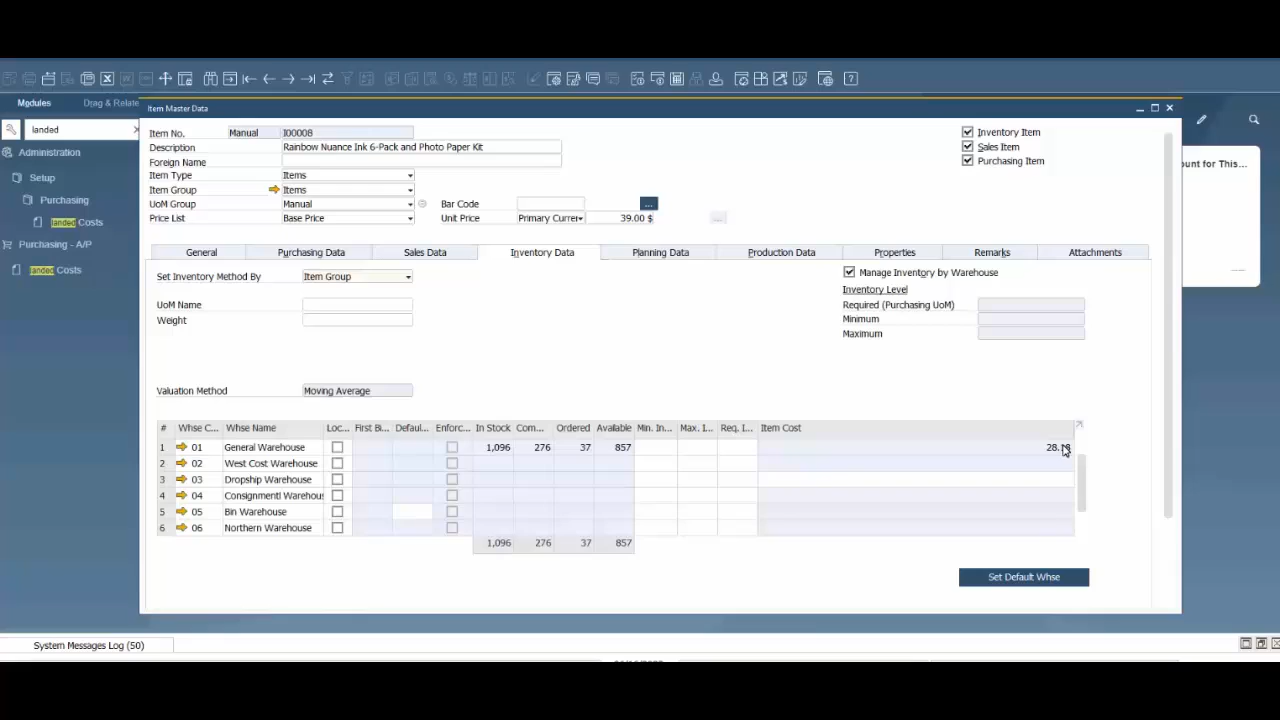 Modules
Drag & Relate
landed
Administration
Setup
Purchasing
landed Costs
Purchasing - A/P
landed Costs
Item Master Data
Item No.
Manual
I00008
Description
Rainbow Nuance Ink 6-Pack and Photo Paper Kit
Foreign Name
Item Type
Items
Item Group
Items
UoM Group
Manual
Bar Code
...
Price List
Base Price
Unit Price
Primary Currer
39.00 $
...
Inventory Item
Sales Item
Purchasing Item
ount for This...
General
Purchasing Data
Sales Data
Inventory Data
Planning Data
Production Data
Properties
Remarks
Attachments
Set Inventory Method By
Item Group
UoM Name
Weight
Manage Inventory by Warehouse
Inventory Level
Required (Purchasing UoM)
Minimum
Maximum
Valuation Method
Moving Average
# Whse C... Whse Name Loc... First Bi... Defaul... Enforc... In Stock Com... Ordered Available Min. In... Max. I... Req. I... Item Cost
1 01 General Warehouse 1,096 276 37 857
2 02 West Cost Warehouse
3 03 Dropship Warehouse
4 04 Consignmentl Warehous
5 05 Bin Warehouse
6 06 Northern Warehouse
1,096 276 37 857
Set Default Whse
System Messages Log (50)